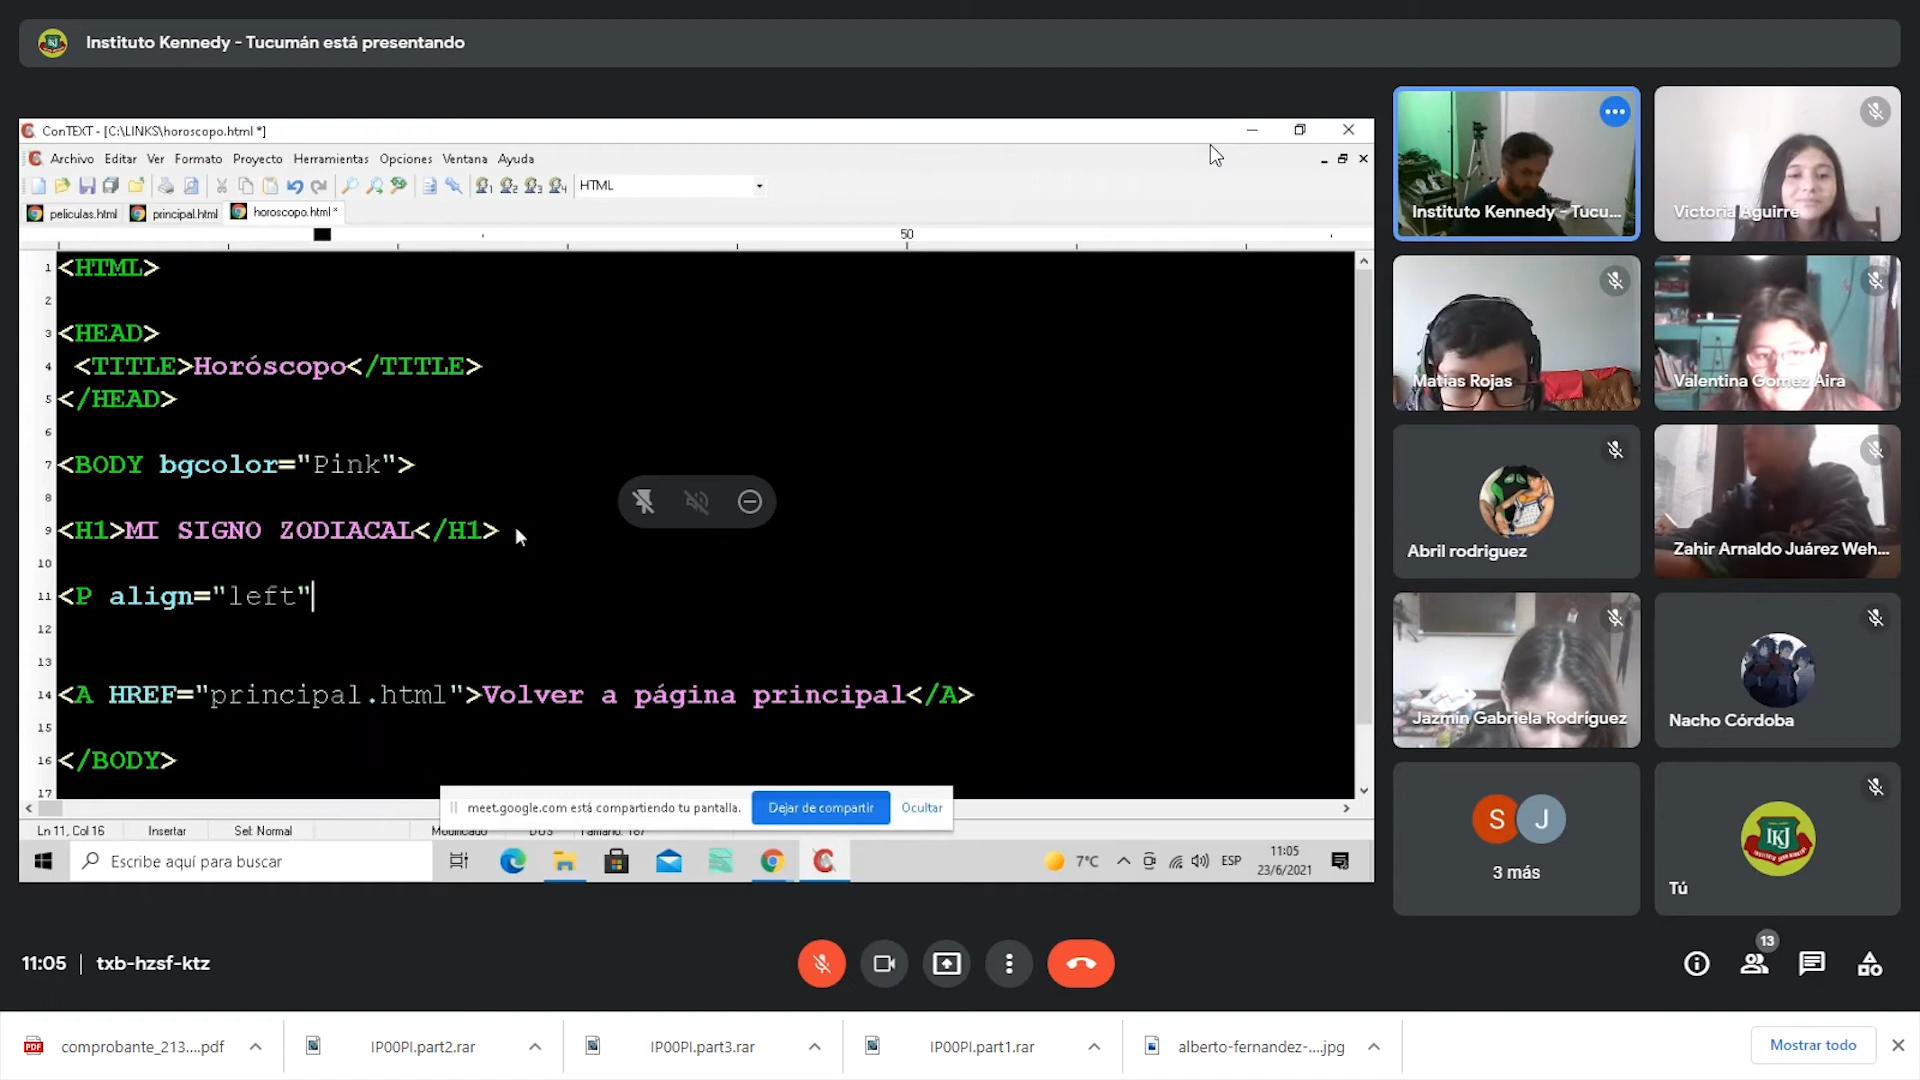 Instituto Kennedy - Tucumán está presentando
ConTEXT - [C:\LINKS\horoscopo.html *]
Archivo Editar Ver Formato Proyecto Herramientas Opciones Ventana Ayuda
HTML
peliculas.html principal.html horoscopo.html *
50
1 <HTML>
2
3 <HEAD>
4 <TITLE>Horóscopo</TITLE>
5 </HEAD>
6
7 <BODY bgcolor="Pink">
8
9 <H1>MI SIGNO ZODIACAL</H1>
10
11 <P align="left"
12
13
14 <A HREF="principal.html">Volver a página principal</A>
15
16 </BODY>
17
meet.google.com está compartiendo tu pantalla. Dejar de compartir Ocultar
Ln 11, Col 16 Insertar Sel: Normal Modificado DOS Tamaño: 167
Escribe aquí para buscar
7°C ESP 11:05
23/6/2021
Instituto Kennedy - Tucu...
Victoria Aguirre
Matias Rojas
Valentina Gomez Aira
Abril rodriguez
Zahir Arnaldo Juárez Weh...
Jazmin Gabriela Rodríguez
Nacho Córdoba
S J
3 más
IKJ
Tú
11:05 | txb-hzsf-ktz
13
comprobante_213....pdf
IP00PI.part2.rar
IP00PI.part3.rar
IP00PI.part1.rar
alberto-fernandez-....jpg
Mostrar todo